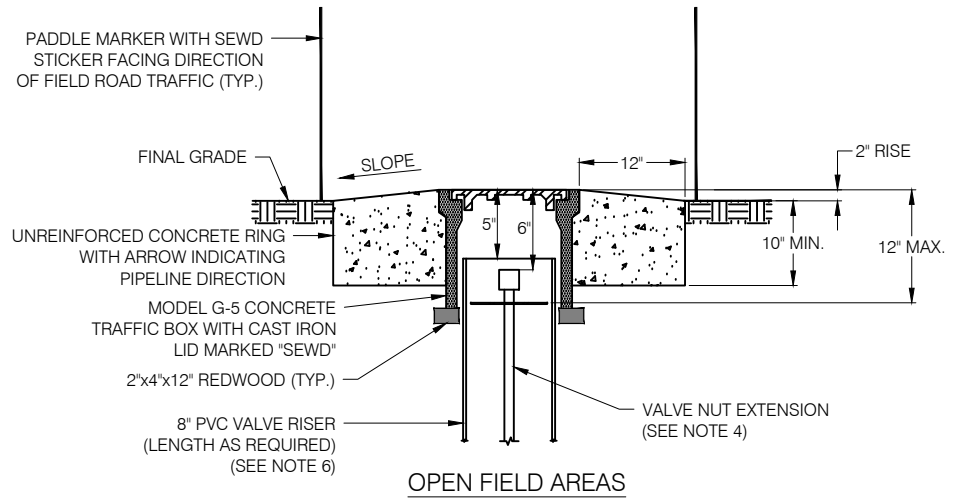 PADDLE MARKER WITH SEWD
STICKER FACING DIRECTION
OF FIELD ROAD TRAFFIC (TYP.)
FINAL GRADE
SLOPE
12"
2" RISE
5"
6"
10" MIN.
12" MAX.
UNREINFORCED CONCRETE RING
WITH ARROW INDICATING
PIPELINE DIRECTION
MODEL G-5 CONCRETE
TRAFFIC BOX WITH CAST IRON
LID MARKED "SEWD"
2"x4"x12" REDWOOD (TYP.)
8" PVC VALVE RISER
(LENGTH AS REQUIRED)
(SEE NOTE 6)
VALVE NUT EXTENSION
(SEE NOTE 4)
OPEN FIELD AREAS